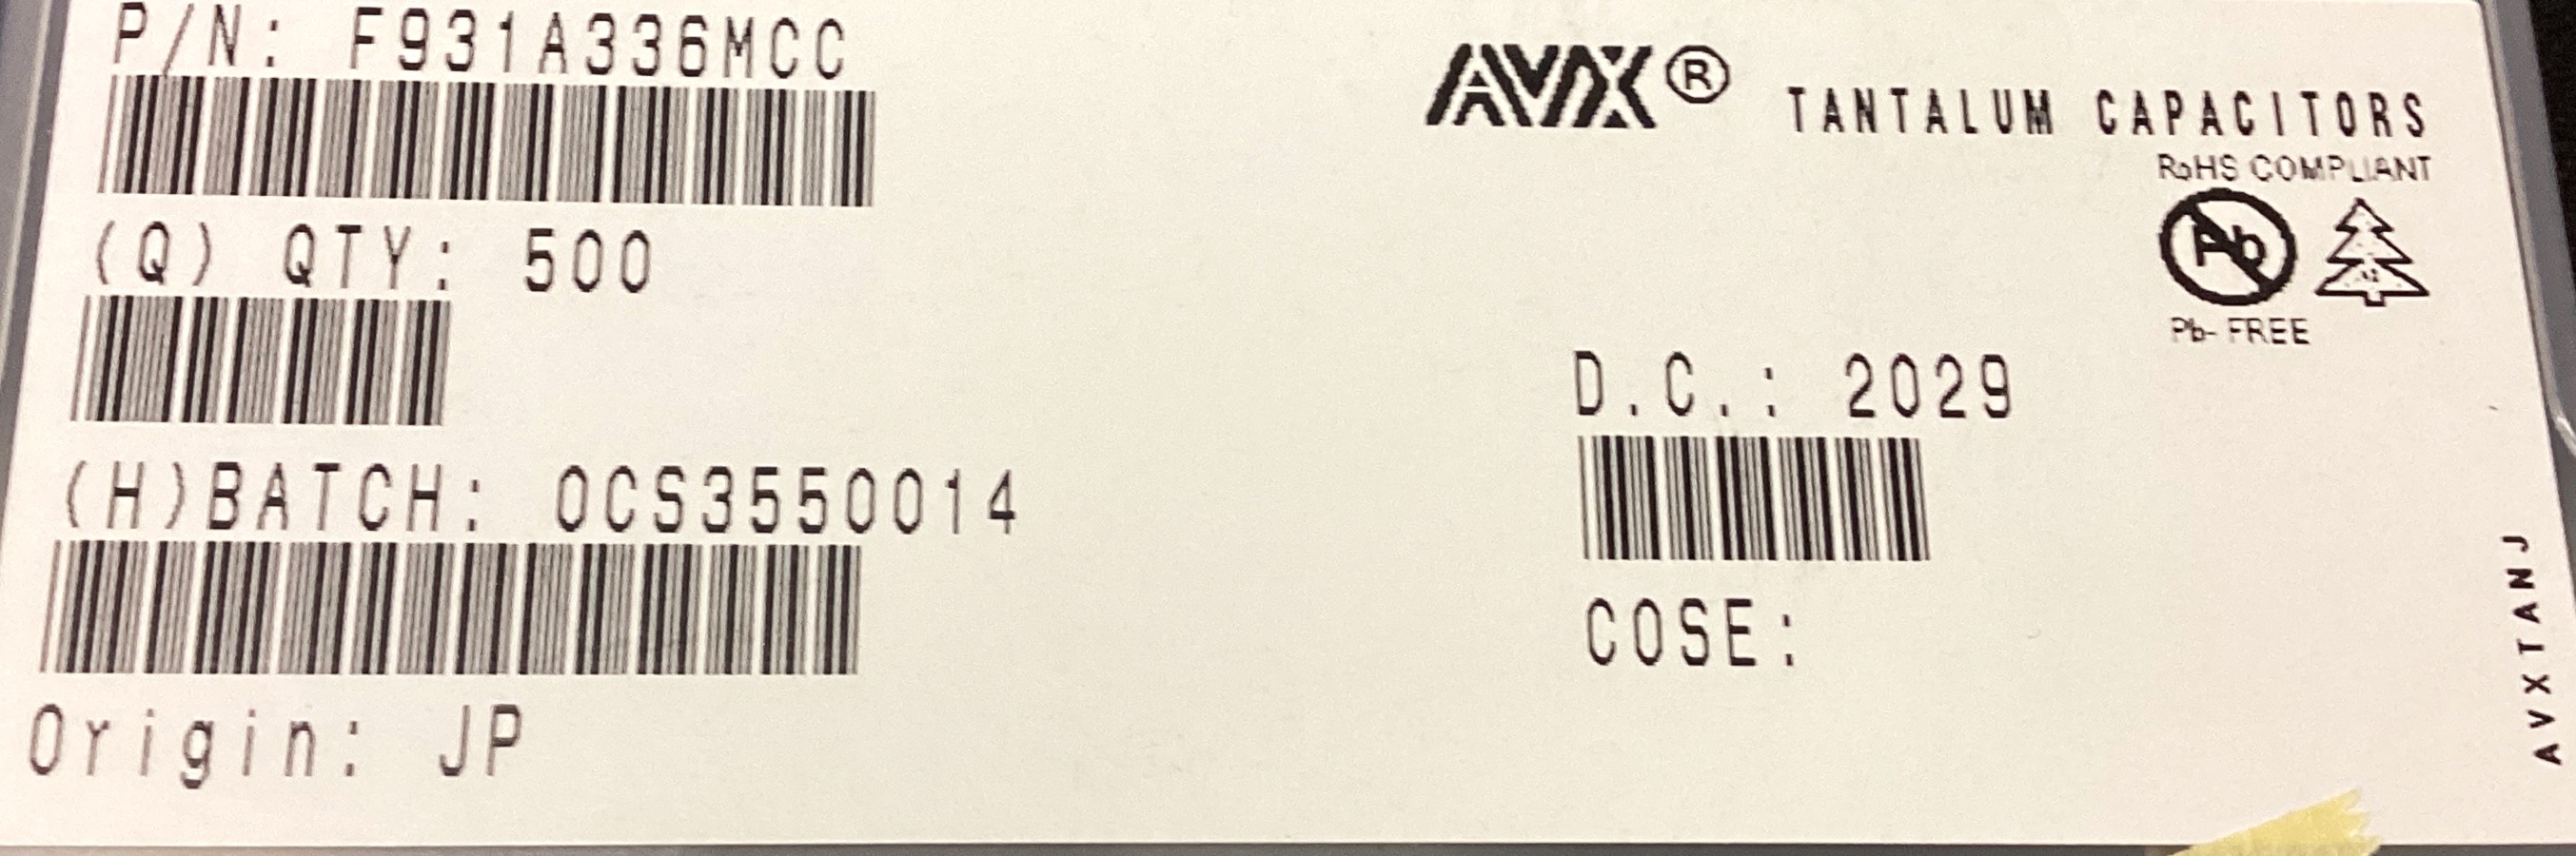 P/N: F931A336MCC
AVX® TANTALUM CAPACITORS
RoHS COMPLIANT
(Q) QTY: 500
Pb
Pb- FREE
D.C.: 2029
(H)BATCH: 0CS3550014
COSE:
Origin: JP
AVXTANJ